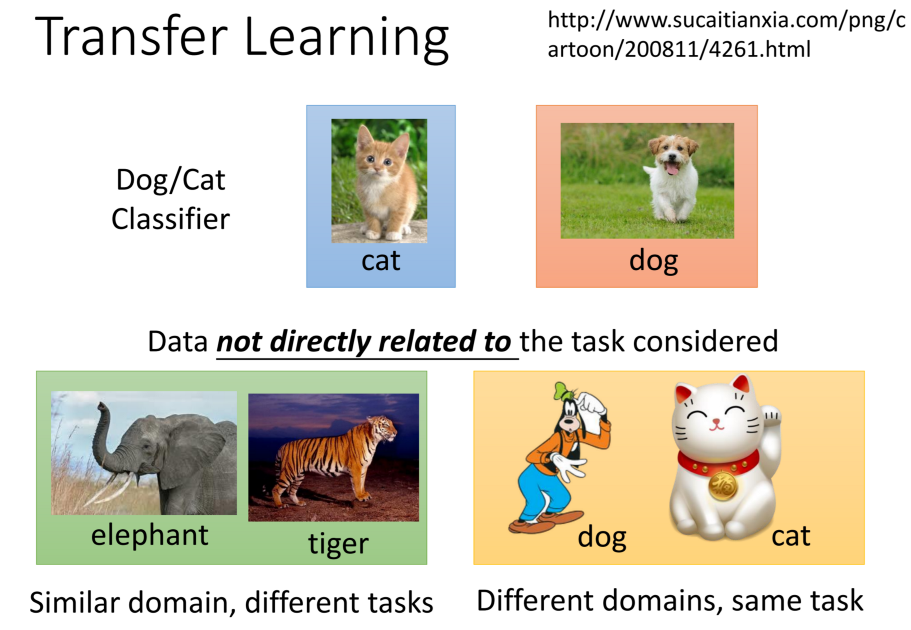 Transfer Learning
http://www.sucaitianxia.com/png/c
artoon/200811/4261.html
Dog/Cat
Classifier
cat
dog
Data not directly related to the task considered
elephant
tiger
dog
cat
福
Similar domain, different tasks
Different domains, same task